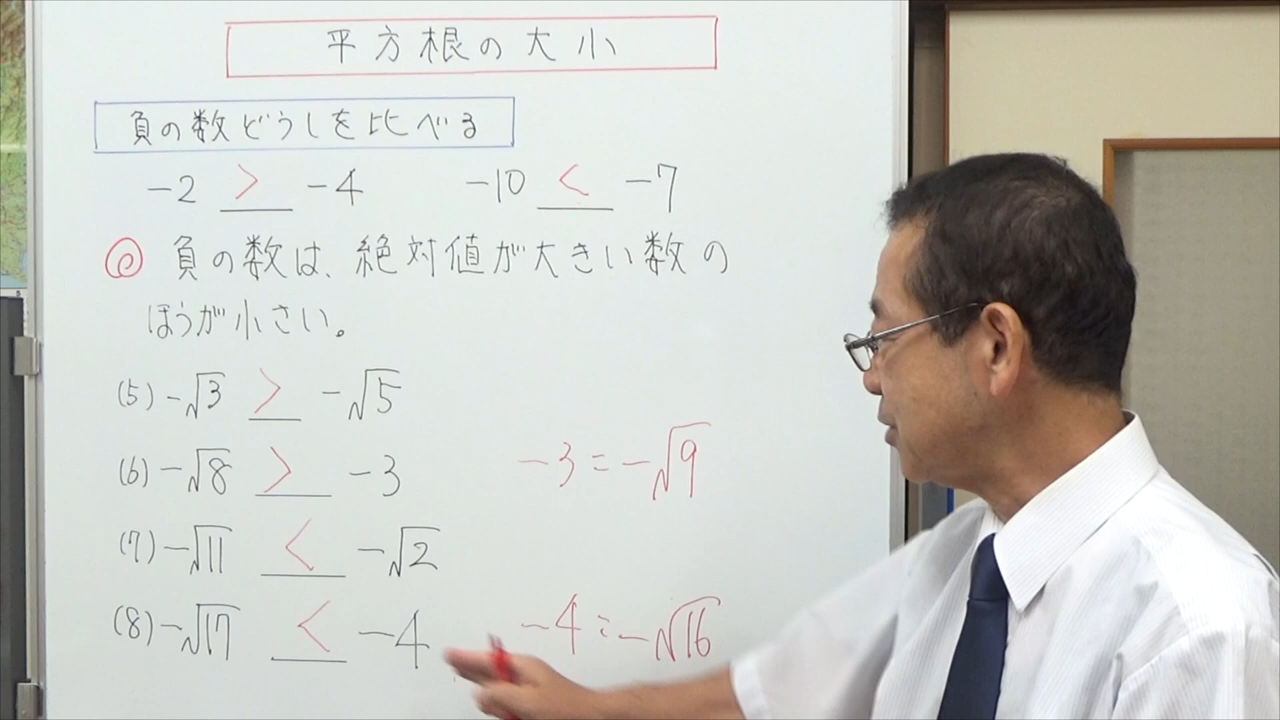 平方根の大小
負の数どうしを比べる
-2 > -4 -10 < -7
◎ 負の数は、絶対値が大きい数の
ほうが小さい。
(5) -√3 > -√5
(6) -√8 > -3 -3=-√9
(7) -√11 < -√2
(8) -√17 < -4 -4=-√16